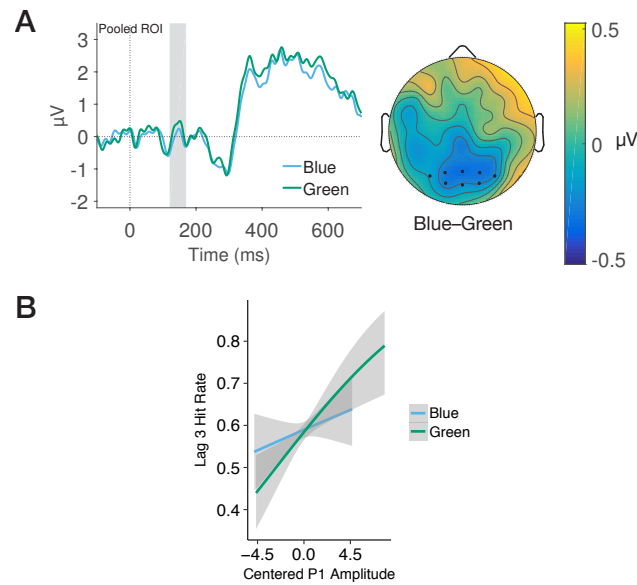 A
Pooled ROI
3
2
1
0
-1
-2
μV
0 200 400 600
Time (ms)
Blue
Green
Blue–Green
0.5
0
-0.5
μV
B
0.8
0.7
0.6
0.5
0.4
Lag 3 Hit Rate
−4.5 0.0 4.5
Centered P1 Amplitude
Blue
Green